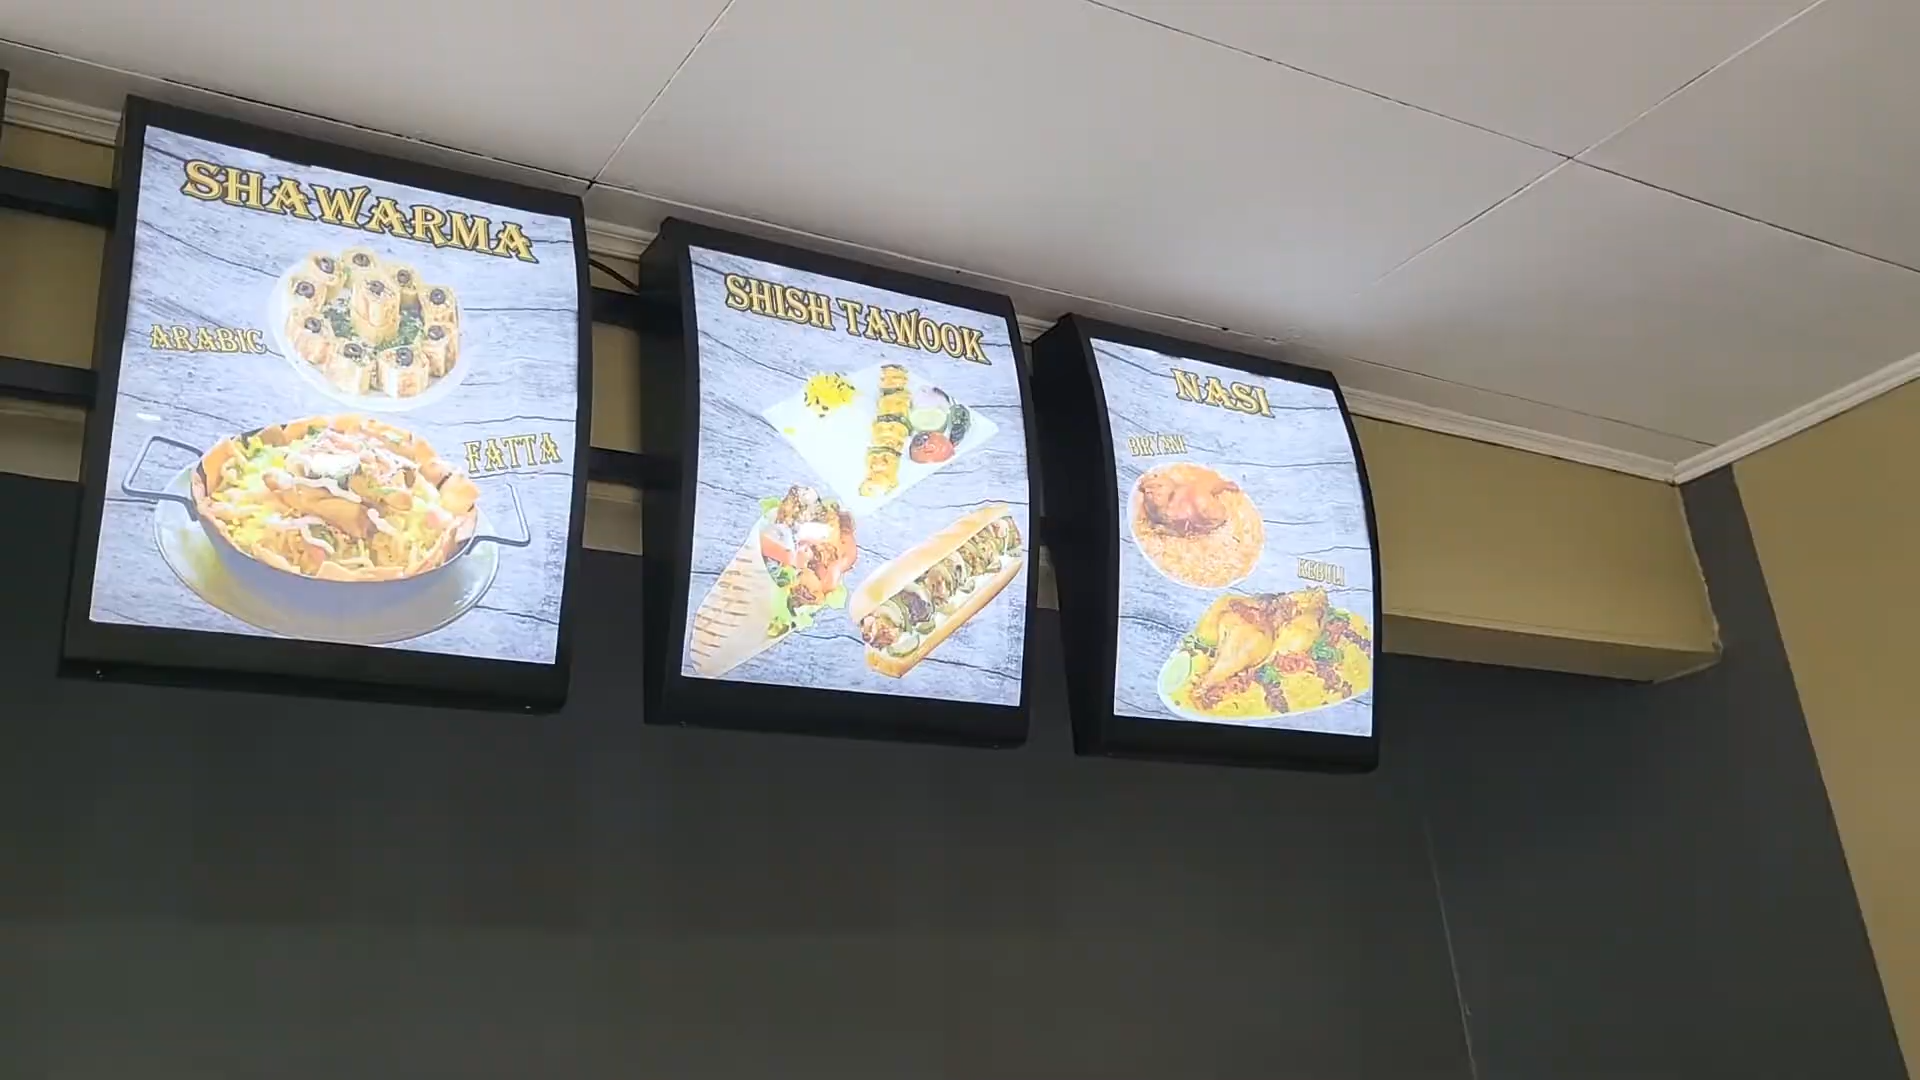 SHAWARMA
ARABIC
FATTA
SHISH TAWOOK
NASI
BIRYANI
KEBULI